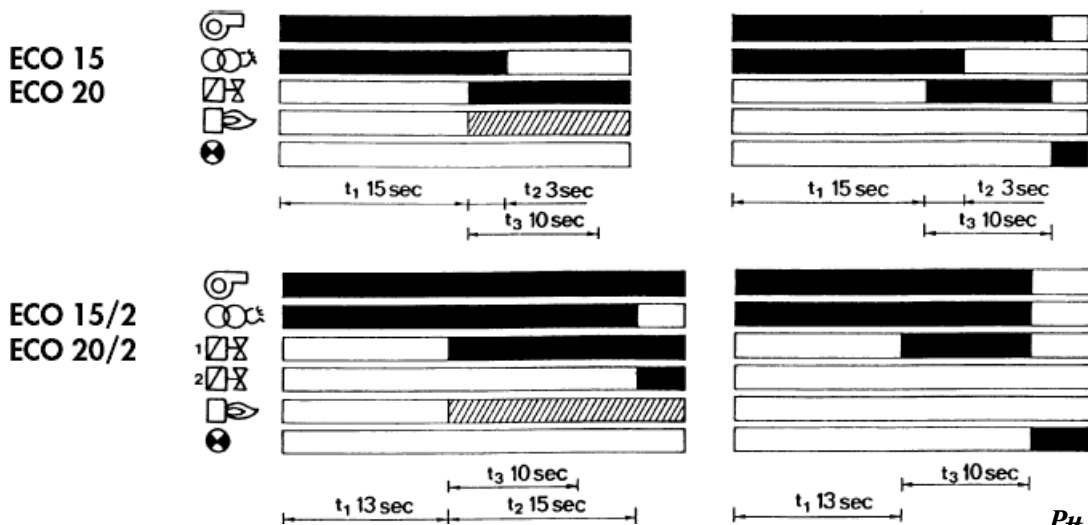 ECO 15
ECO 20
t₁ 15 sec
t₂ 3 sec
t₃ 10 sec
t₁ 15 sec
t₂ 3 sec
t₃ 10 sec
ECO 15/2
ECO 20/2
1
2
t₃ 10 sec
t₁ 13 sec
t₂ 15 sec
t₃ 10 sec
t₁ 13 sec